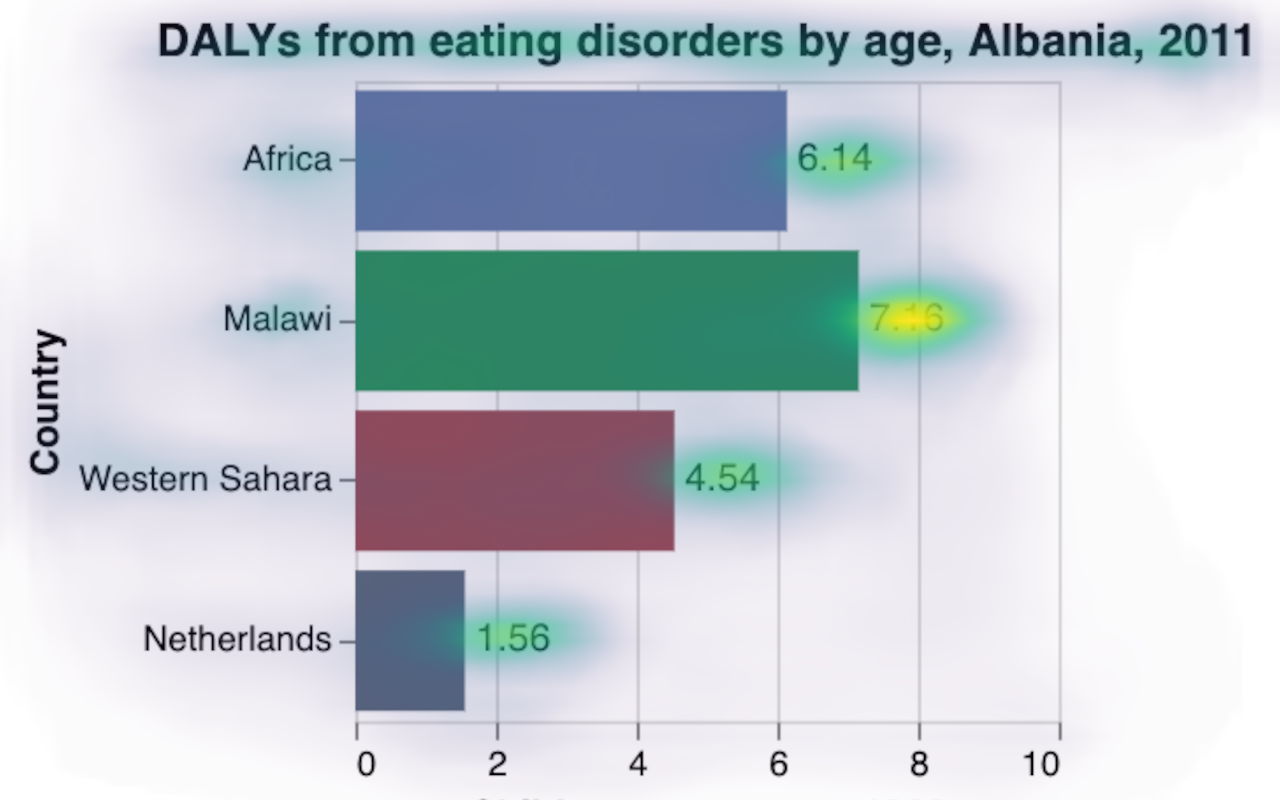 DALYs from eating disorders by age, Albania, 2011
Africa
6.14
Malawi
7.16
Country
Western Sahara
4.54
Netherlands
1.56
0 2 4 6 8 10